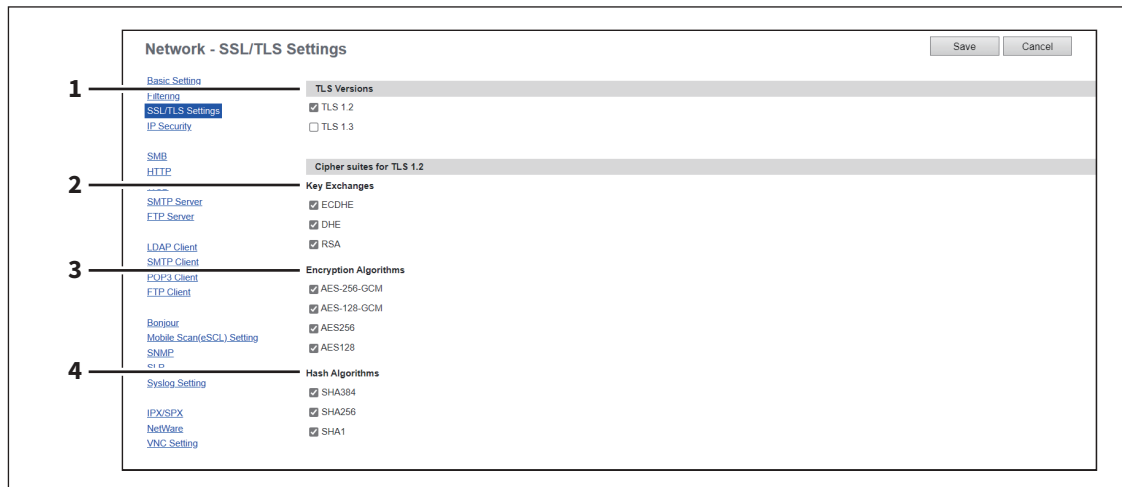 Network - SSL/TLS Settings
Save
Cancel
Basic Setting
Filtering
SSL/TLS Settings
IP Security
SMB
HTTP
SMTP Server
FTP Server
LDAP Client
SMTP Client
POP3 Client
FTP Client
Bonjour
Mobile Scan(eSCL) Setting
SNMP
SLP
Syslog Setting
IPX/SPX
NetWare
VNC Setting
1
TLS Versions
TLS 1.2
TLS 1.3
Cipher suites for TLS 1.2
2
Key Exchanges
ECDHE
DHE
RSA
3
Encryption Algorithms
AES-256-GCM
AES-128-GCM
AES256
AES128
4
Hash Algorithms
SHA384
SHA256
SHA1